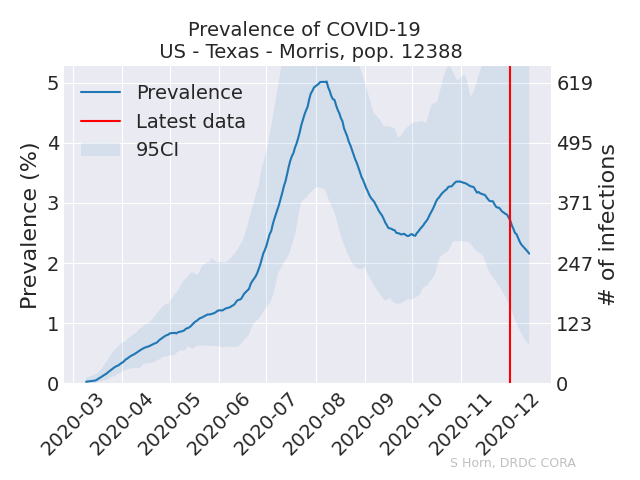 Prevalence of COVID-19
US - Texas - Morris, pop. 12388
Prevalence
Latest data
95CI
Prevalence (%)
5
4
3
2
1
0
# of infections
619
495
371
247
123
0
2020-03
2020-04
2020-05
2020-06
2020-07
2020-08
2020-09
2020-10
2020-11
2020-12
S Horn, DRDC CORA